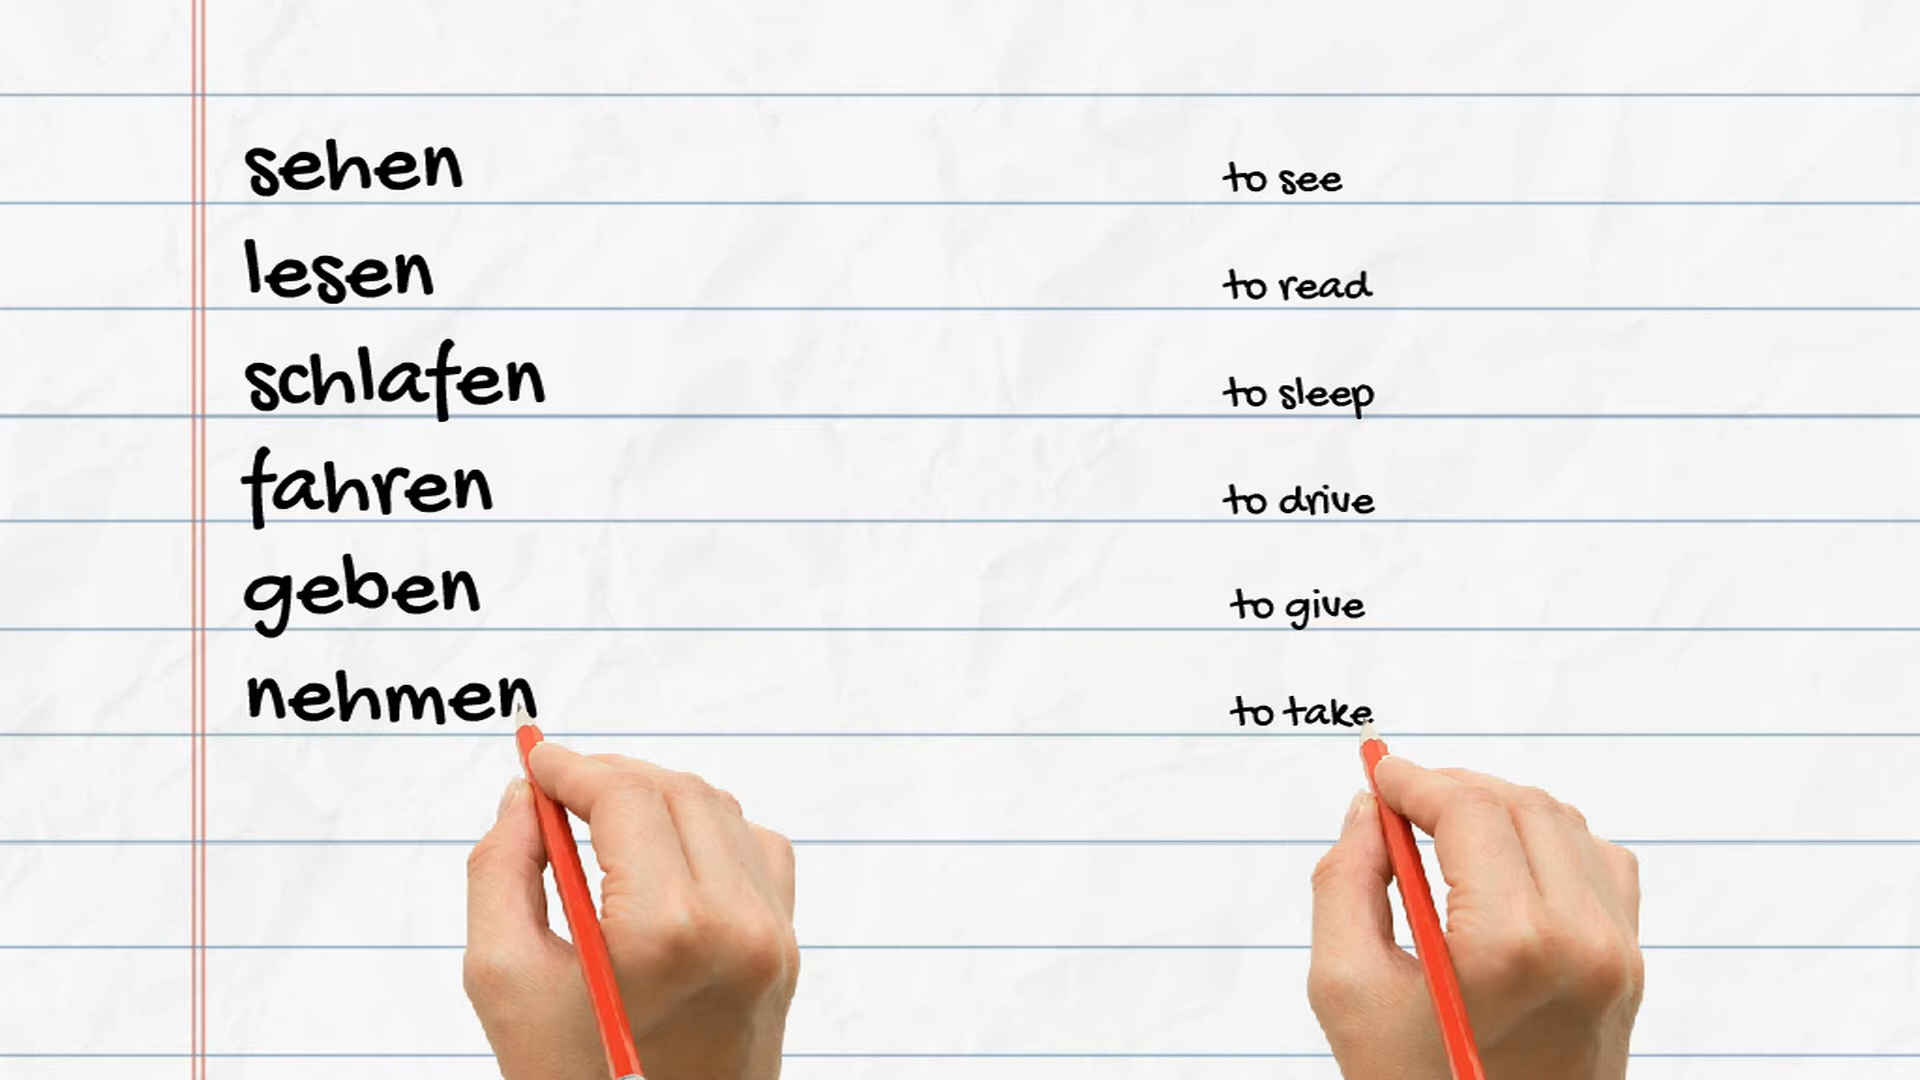 sehen to see
lesen to read
schlafen to sleep
fahren to drive
geben to give
nehmen to take